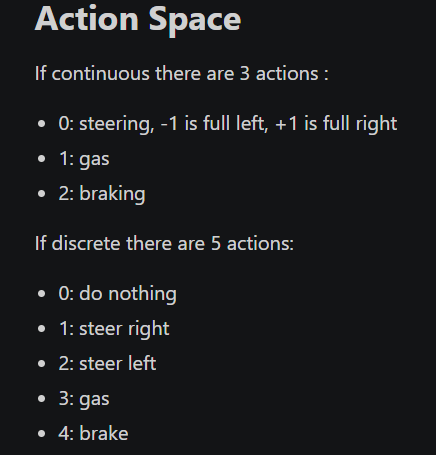 Action Space
If continuous there are 3 actions :
• 0: steering, -1 is full left, +1 is full right
• 1: gas
• 2: braking
If discrete there are 5 actions:
• 0: do nothing
• 1: steer right
• 2: steer left
• 3: gas
• 4: brake